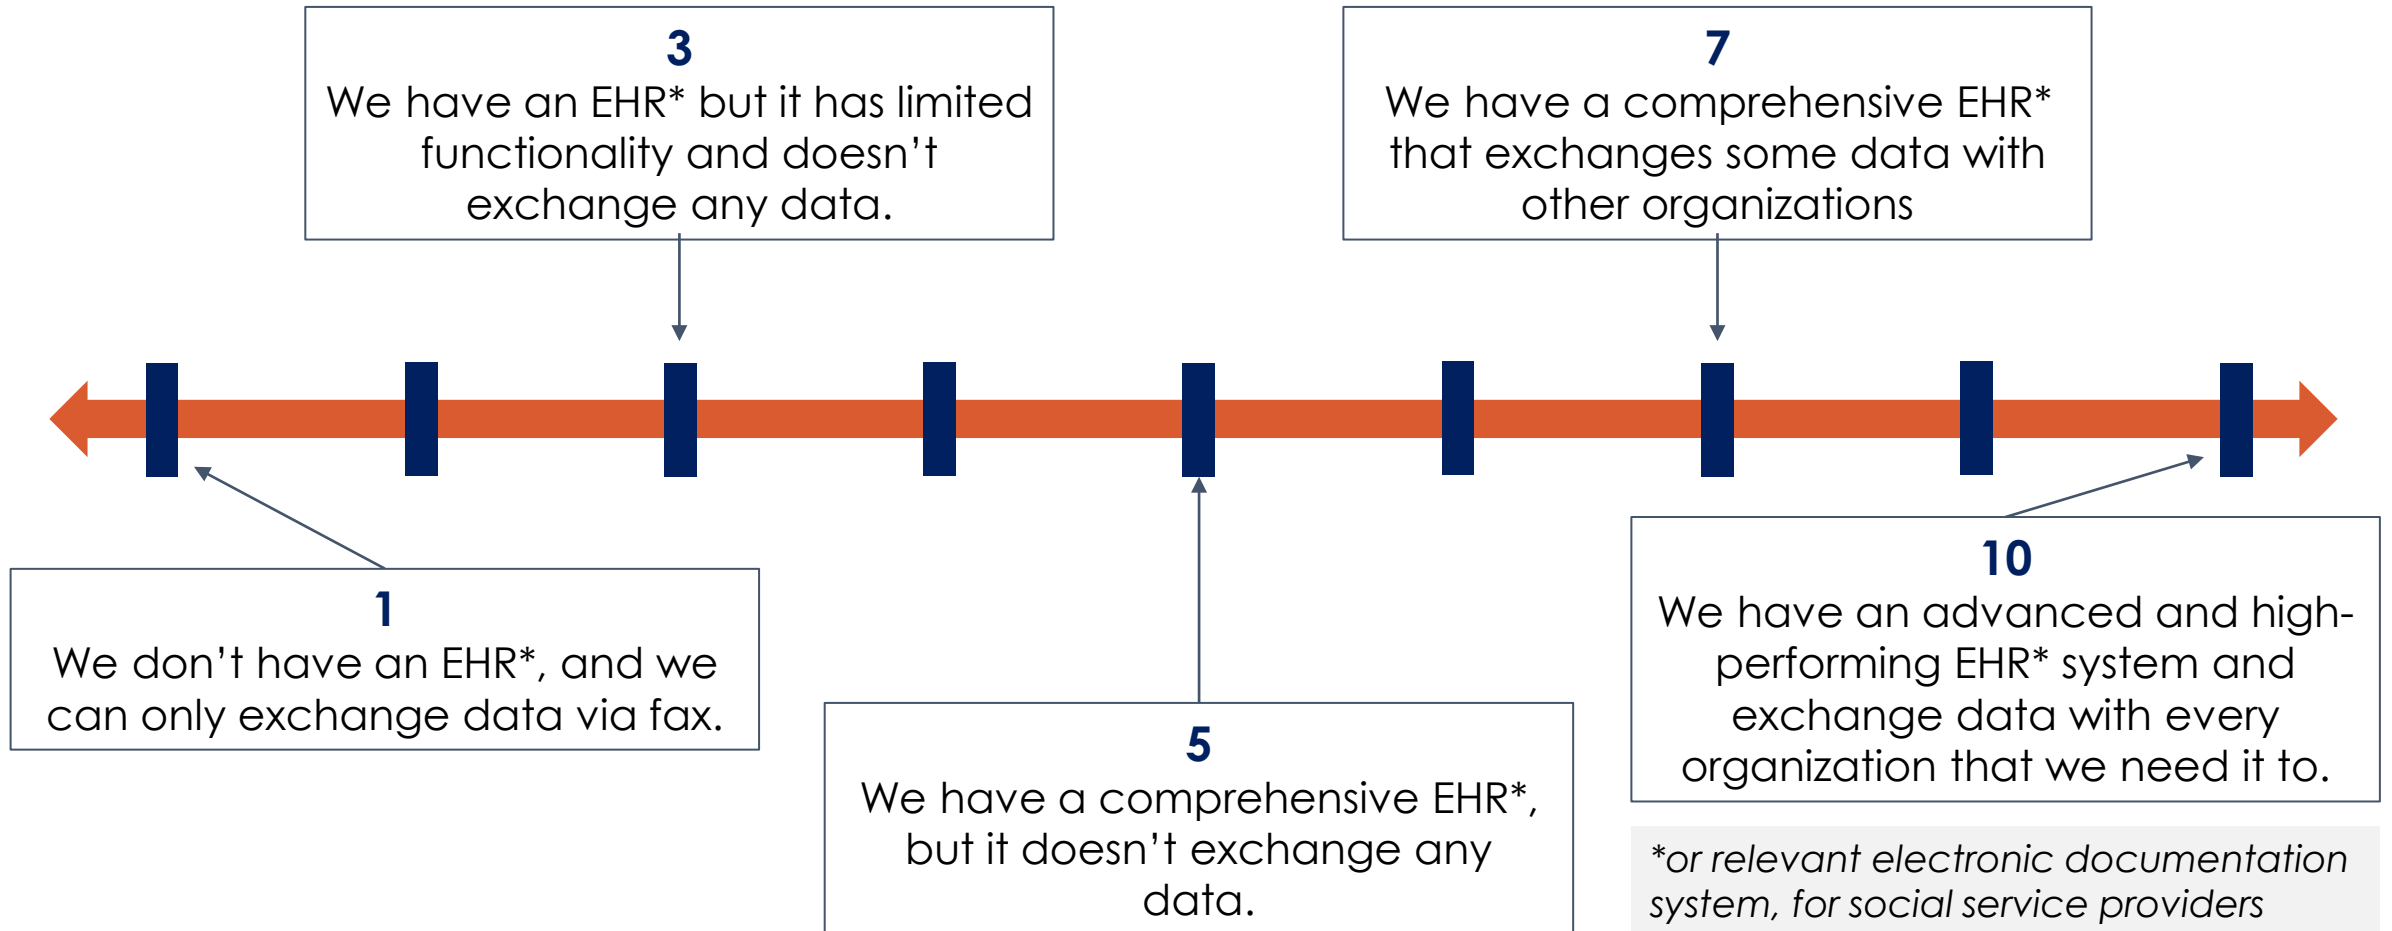 3
We have an EHR* but it has limited
functionality and doesn’t
exchange any data.
7
We have a comprehensive EHR*
that exchanges some data with
other organizations
1
We don’t have an EHR*, and we
can only exchange data via fax.
5
We have a comprehensive EHR*,
but it doesn’t exchange any
data.
10
We have an advanced and high-
performing EHR* system and
exchange data with every
organization that we need it to.
*or relevant electronic documentation
system, for social service providers